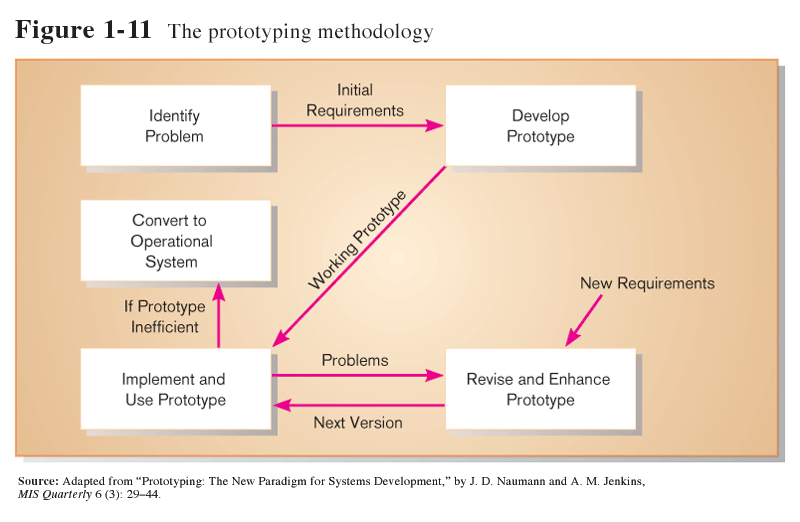 Figure 1-11 The prototyping methodology
Identify
Problem
Initial
Requirements
Develop
Prototype
Convert to
Operational
System
Working Prototype
New Requirements
If Prototype
Inefficient
Implement and
Use Prototype
Problems
Next Version
Revise and Enhance
Prototype
Source: Adapted from “Prototyping: The New Paradigm for Systems Development,” by J. D. Naumann and A. M. Jenkins,
MIS Quarterly 6 (3): 29–44.